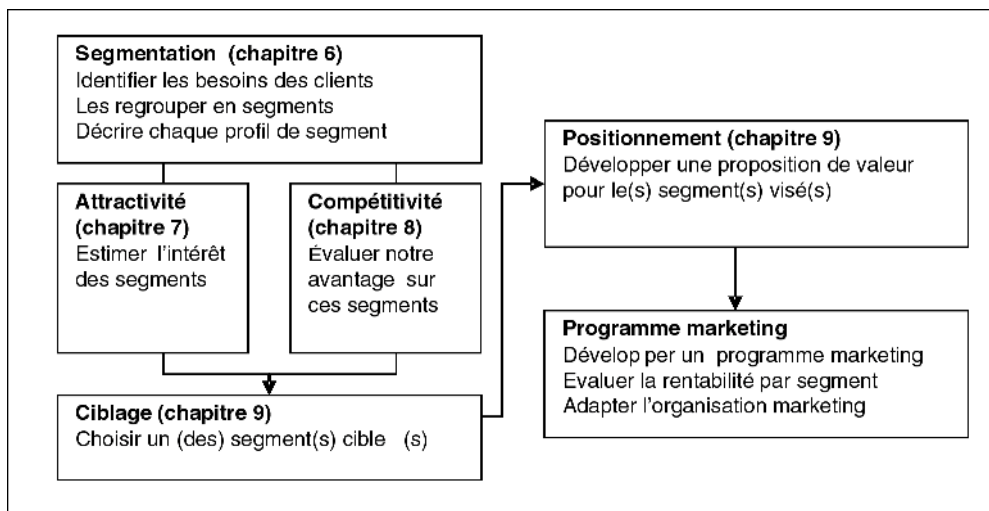 Segmentation (chapitre 6)
Identifier les besoins des clients
Les regrouper en segments
Décrire chaque profil de segment
Attractivité
(chapitre 7)
Estimer l'intérêt
des segments
Compétitivité
(chapitre 8)
Évaluer notre
avantage sur
ces segments
Ciblage (chapitre 9)
Choisir un (des) segment(s) cible (s)
Positionnement (chapitre 9)
Développer une proposition de valeur
pour le(s) segment(s) visé(s)
Programme marketing
Dévelop per un programme marketing
Evaluer la rentabilité par segment
Adapter l'organisation marketing